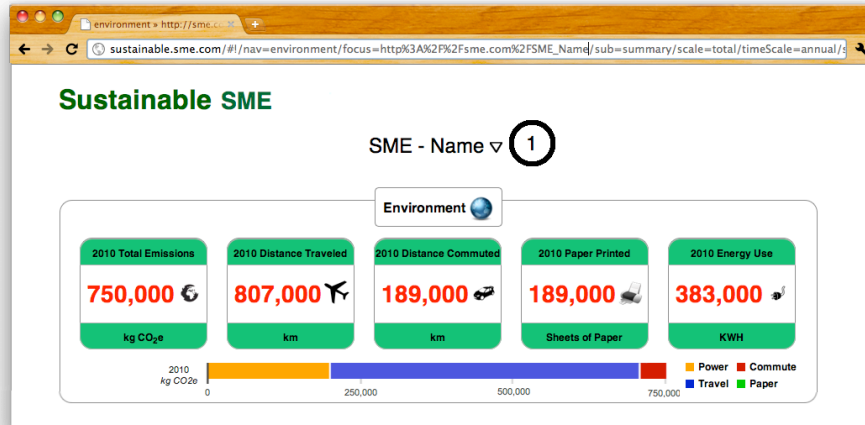 environment » http://sme.c
sustainable.sme.com/#!/nav=environment/focus=http%3A%2F%2Fsme.com%2FSME_Name/sub=summary/scale=total/timeScale=annual/s
Sustainable SME
SME - Name ▽ 1
Environment
2010 Total Emissions 2010 Distance Traveled 2010 Distance Commuted 2010 Paper Printed 2010 Energy Use
750,000 807,000 189,000 189,000 383,000
kg CO₂e km km Sheets of Paper KWH
2010 Power Commute
kg CO2e Travel Paper
0 250,000 500,000 750,000